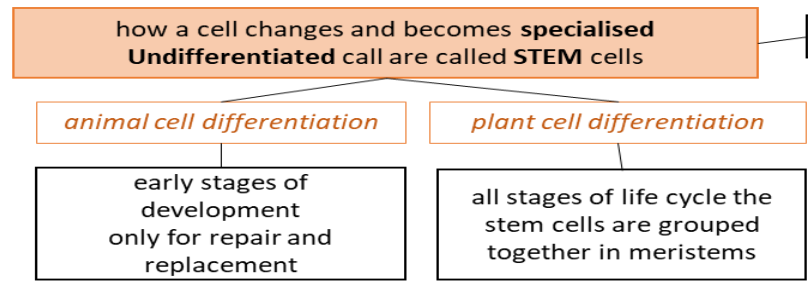 how a cell changes and becomes specialised
Undifferentiated call are called STEM cells
animal cell differentiation
plant cell differentiation
early stages of
development
only for repair and
replacement
all stages of life cycle the
stem cells are grouped
together in meristems